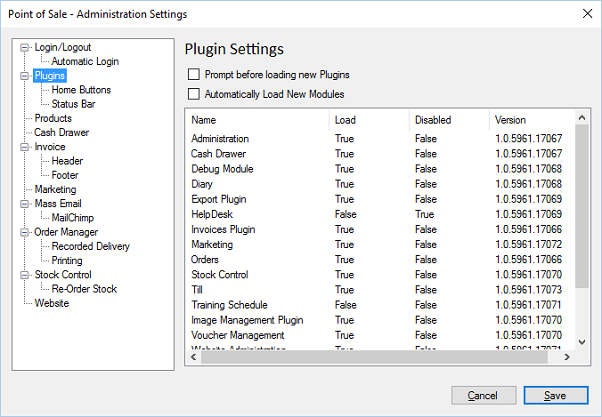 Point of Sale - Administration Settings
Login/Logout
Automatic Login
Plugins
Home Buttons
Status Bar
Products
Cash Drawer
Invoice
Header
Footer
Marketing
Mass Email
MailChimp
Order Manager
Recorded Delivery
Printing
Stock Control
Re-Order Stock
Website
Plugin Settings
Prompt before loading new Plugins
Automatically Load New Modules
Name Load Disabled Version
Administration True False 1.0.5961.17067
Cash Drawer True False 1.0.5961.17067
Debug Module True False 1.0.5961.17068
Diary True False 1.0.5961.17068
Export Plugin True False 1.0.5961.17069
HelpDesk False True 1.0.5961.17069
Invoices Plugin True False 1.0.5961.17066
Marketing True False 1.0.5961.17072
Orders True False 1.0.5961.17066
Stock Control True False 1.0.5961.17070
Till True False 1.0.5961.17073
Training Schedule False False 1.0.5961.17071
Image Management Plugin True False 1.0.5961.17070
Voucher Management True False 1.0.5961.17070
Website Administration True False 1.0.5961.17071
Cancel Save